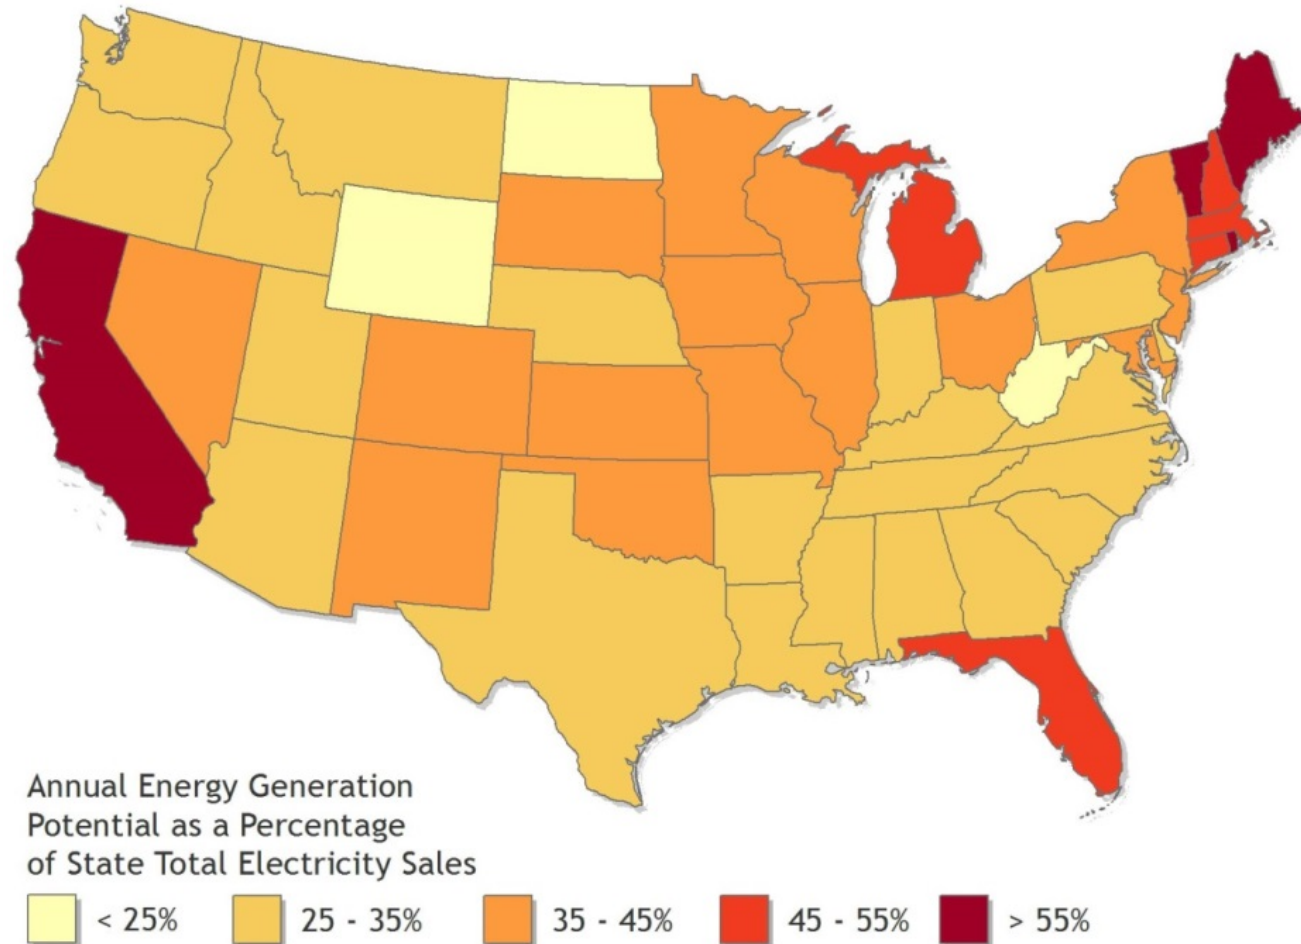 Annual Energy Generation
Potential as a Percentage
of State Total Electricity Sales
< 25% 25 - 35% 35 - 45% 45 - 55% > 55%